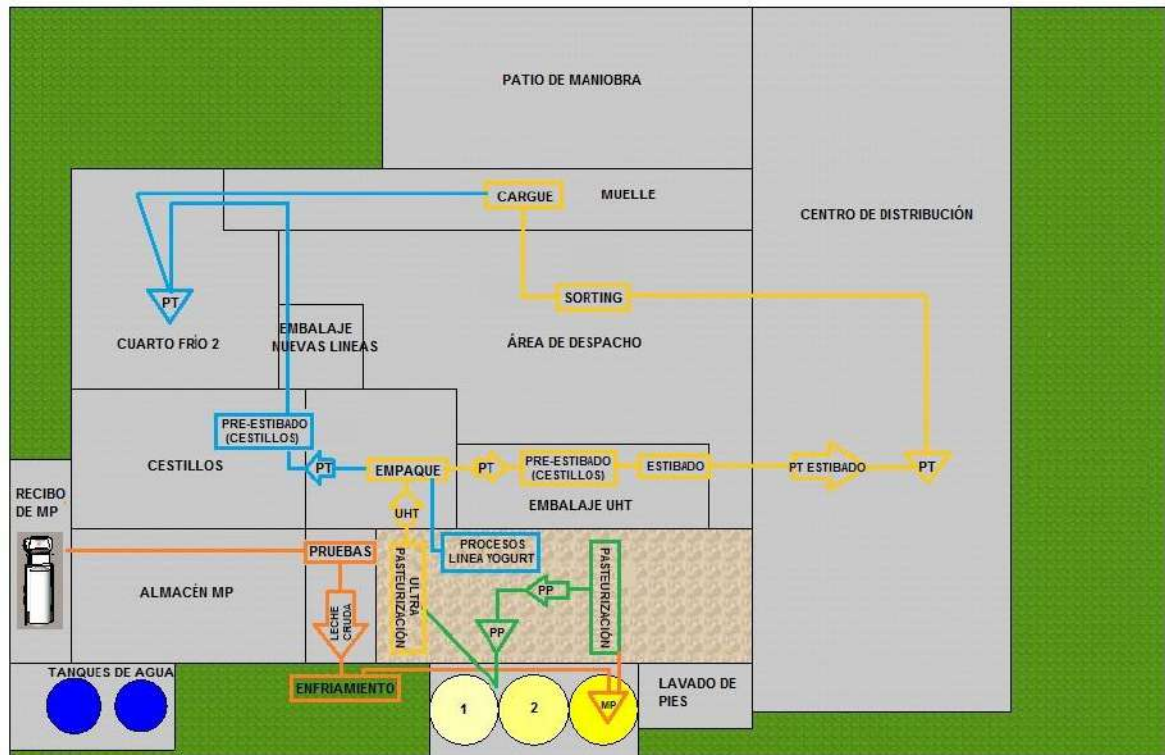 PATIO DE MANIOBRA
CARGUE
MUELLE
CENTRO DE DISTRIBUCIÓN
PT
SORTING
CUARTO FRÍO 2
EMBALAJE
NUEVAS LINEAS
ÁREA DE DESPACHO
PRE-ESTIBADO
(CESTILLOS)
CESTILLOS
PT
EMPAQUE
PT
PRE-ESTIBADO
(CESTILLOS)
ESTIBADO
PT ESTIBADO
PT
RECIBO
DE MP
UHT
EMBALAJE UHT
PRUEBAS
ULTRA
PASTEURIZACIÓN
PROCESOS
LINEA YOGURT
PASTEURIZACIÓN
ALMACÉN MP
LECHE
CRUDA
PP
PP
TANQUES DE AGUA
ENFRIAMIENTO
1
2
MP
LAVADO DE
PIES